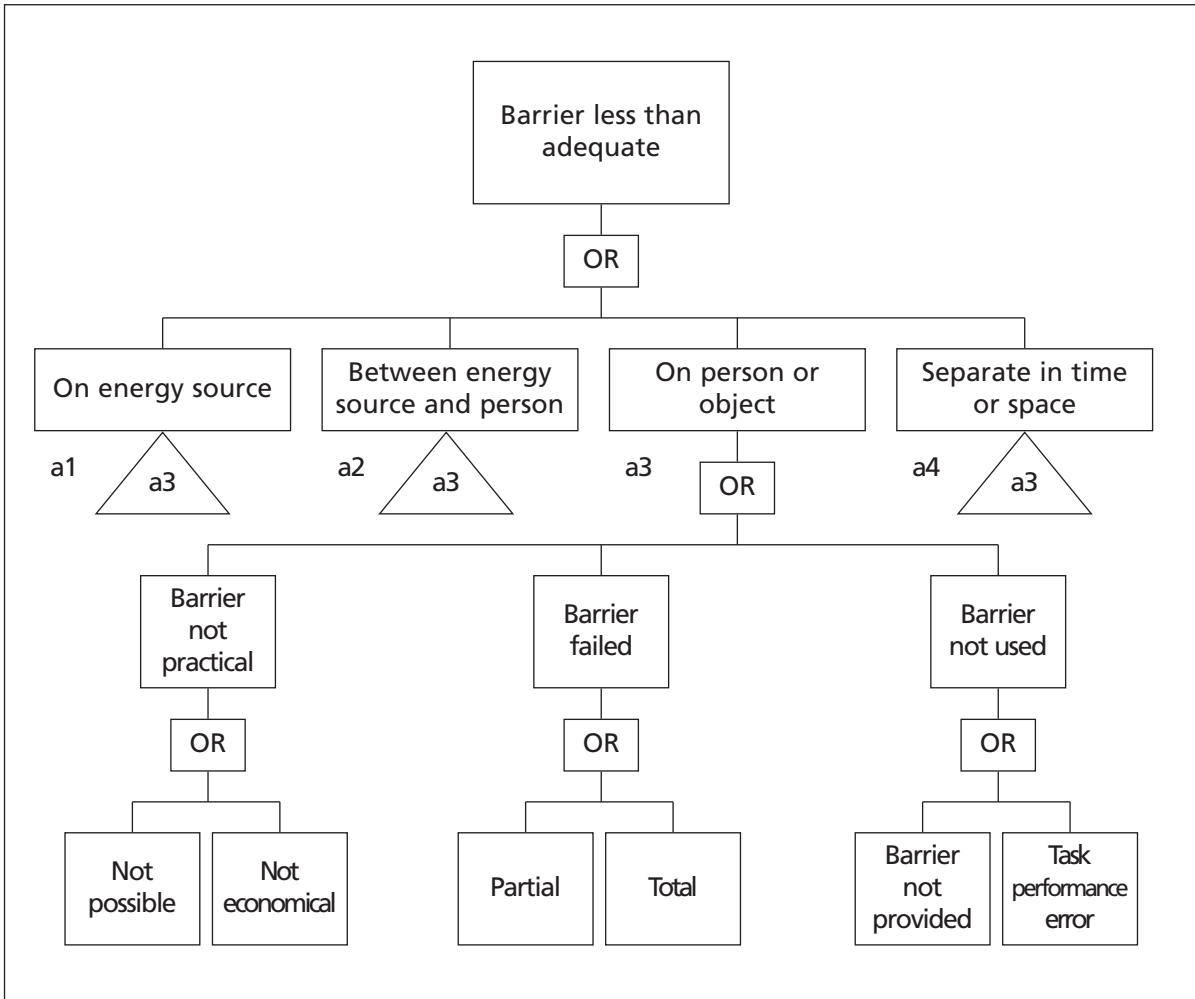 Barrier less than
adequate
OR
On energy source
Between energy
source and person
On person or
object
Separate in time
or space
a1
a3
a2
a3
a3
OR
a4
a3
Barrier
not
practical
Barrier
failed
Barrier
not used
OR
OR
OR
Not
possible
Not
economical
Partial
Total
Barrier
not
provided
Task
performance
error